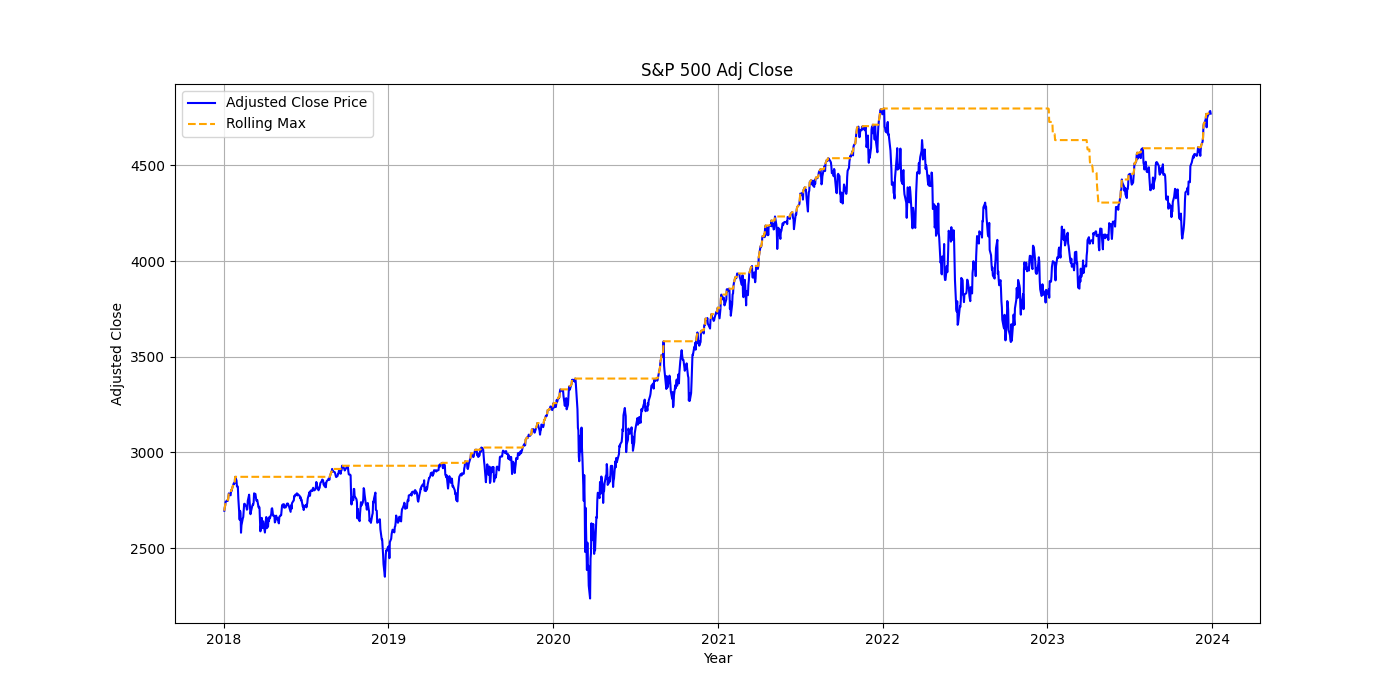 S&P 500 Adj Close
Adjusted Close Price
Rolling Max
4500
4000
3500
3000
2500
Adjusted Close
2018 2019 2020 2021 2022 2023 2024
Year